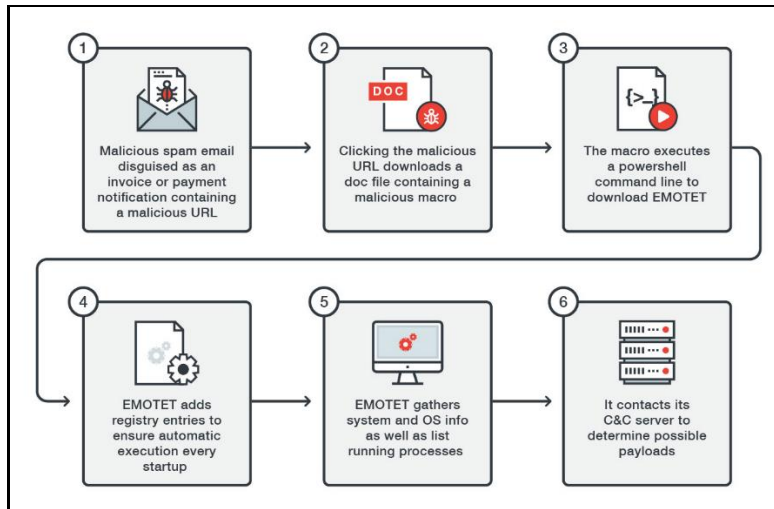 1
Malicious spam email
disguised as an
invoice or payment
notification containing
a malicious URL
2
DOC
Clicking the malicious
URL downloads a
doc file containing a
malicious macro
3
{>_}
The macro executes
a powershell
command line to
download EMOTET
4
EMOTET adds
registry entries to
ensure automatic
execution every
startup
5
EMOTET gathers
system and OS info
as well as list
running processes
6
It contacts its
C&C server to
determine possible
payloads